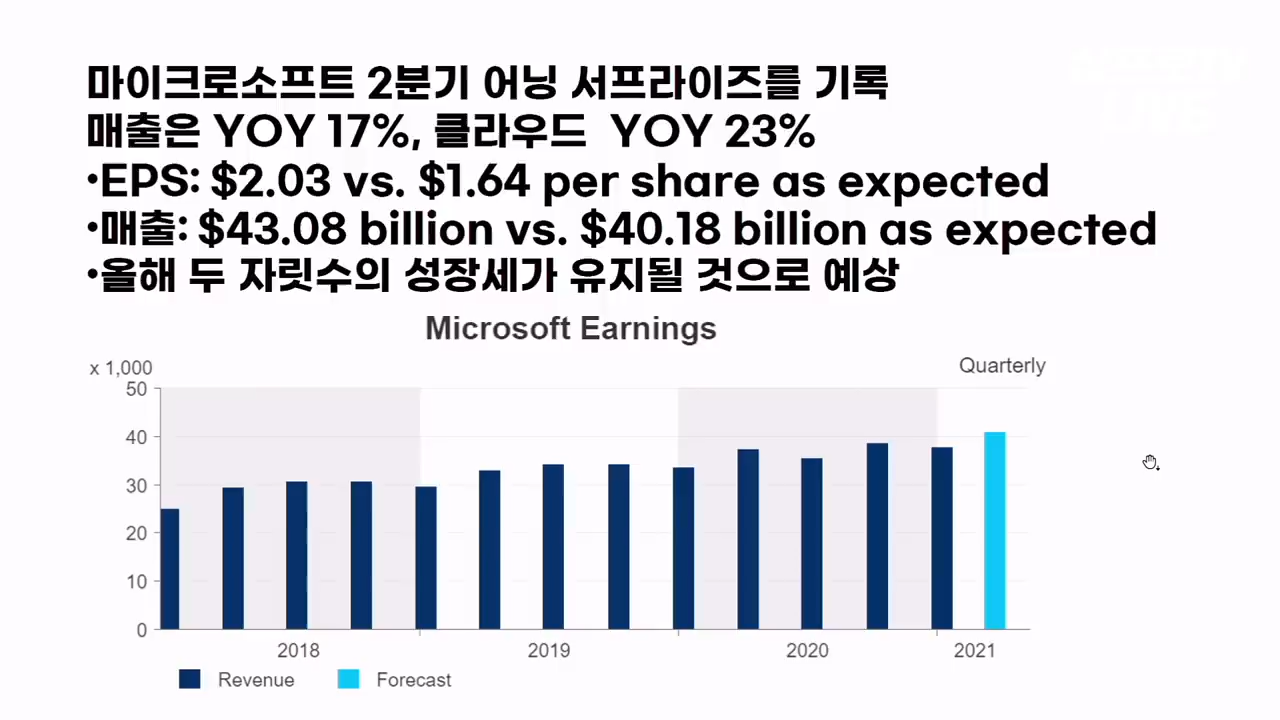 마이크로소프트 2분기 어닝 서프라이즈를 기록
매출은 YOY 17%, 클라우드 YOY 23%
•EPS: $2.03 vs. $1.64 per share as expected
•매출: $43.08 billion vs. $40.18 billion as expected
•올해 두 자릿수의 성장세가 유지될 것으로 예상
Microsoft Earnings
x 1,000
Quarterly
50
40
30
20
10
0
2018 2019 2020 2021
Revenue Forecast